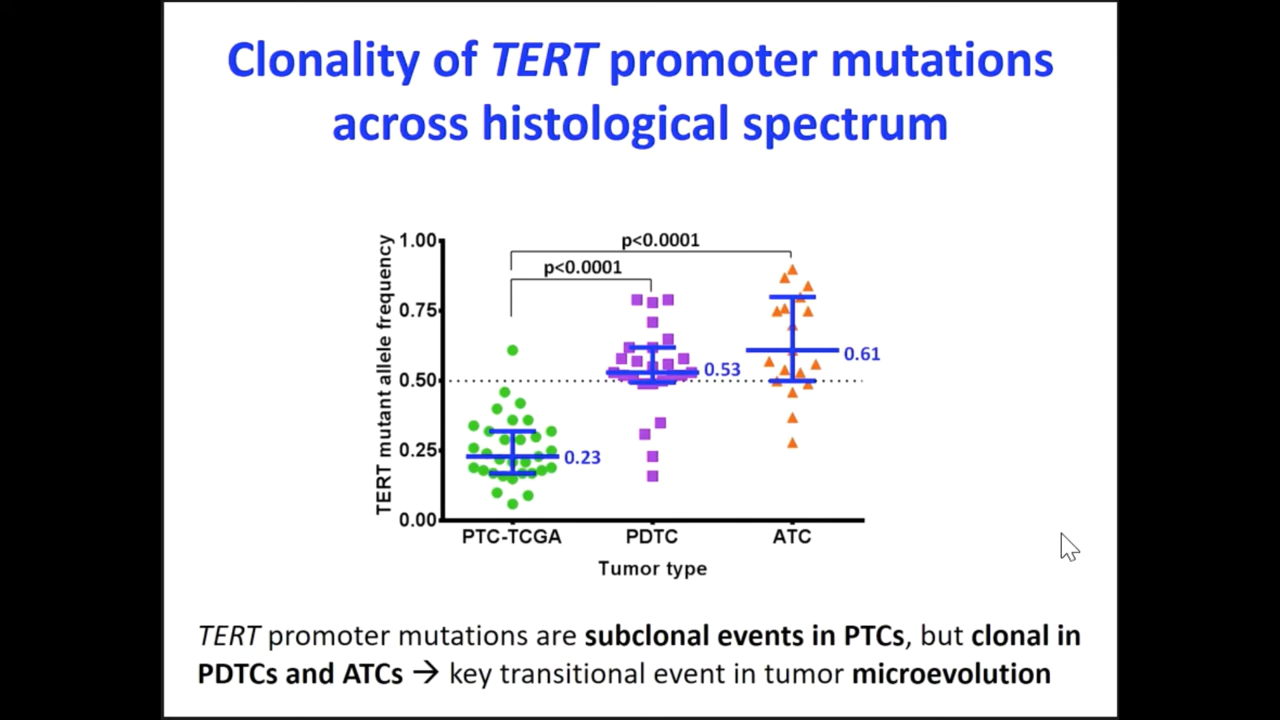 Clonality of TERT promoter mutations
across histological spectrum
TERT mutant allele frequency
1.00
0.75
0.50
0.25
0.00
p<0.0001
p<0.0001
0.23
0.53
0.61
PTC-TCGA
PDTC
ATC
Tumor type
TERT promoter mutations are subclonal events in PTCs, but clonal in
PDTCs and ATCs → key transitional event in tumor microevolution